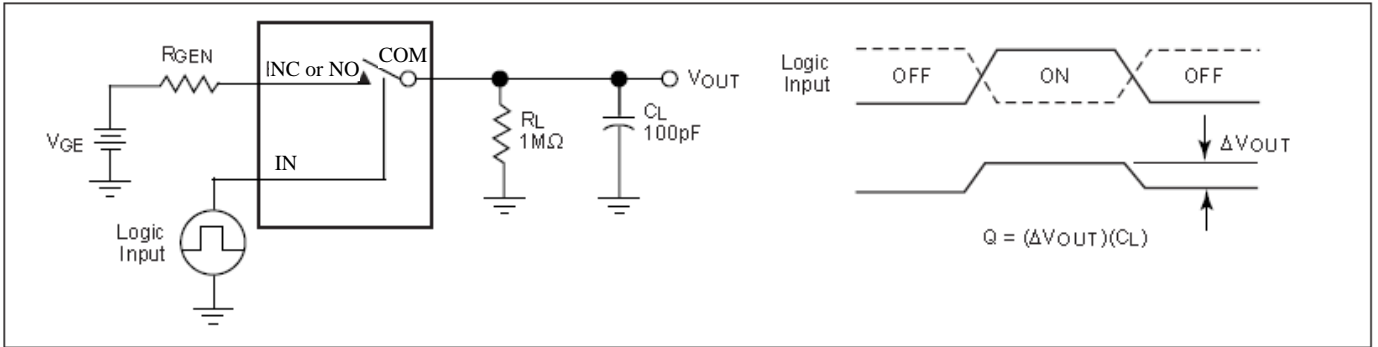 RGEN
NC or NO
COM
VOUT
VGE
RL
1MΩ
CL
100pF
IN
Logic
Input
Logic
Input
OFF
ON
OFF
ΔVOUT
Q = (ΔVOUT)(CL)